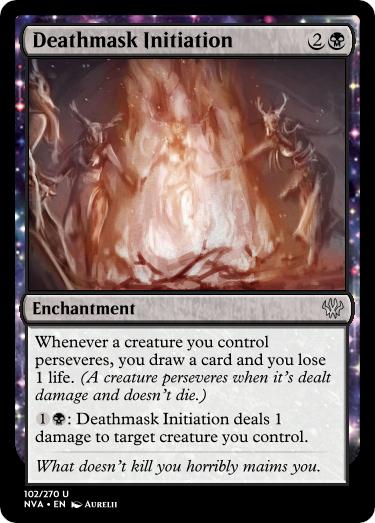 Deathmask Initiation 2
Enchantment
Whenever a creature you control
perseveres, you draw a card and you lose
1 life. (A creature perseveres when it's dealt
damage and doesn't die.)
1 : Deathmask Initiation deals 1
damage to target creature you control.
What doesn't kill you horribly maims you.
102/270 U
NVA • EN Aurelii